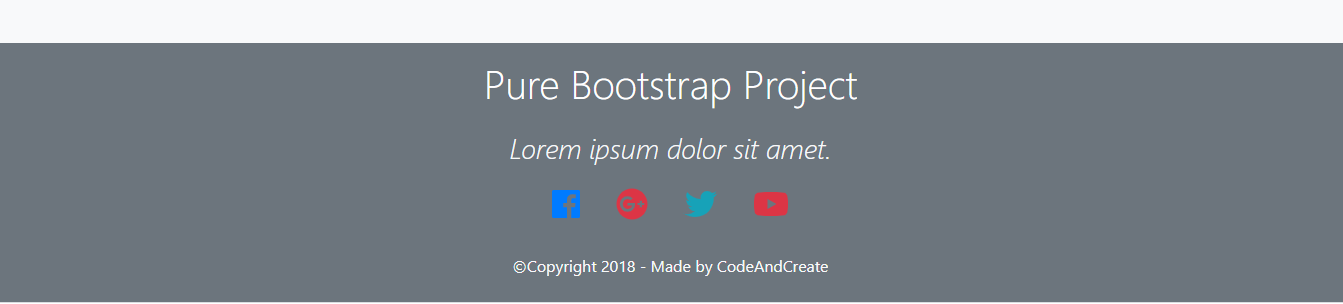 Pure Bootstrap Project
Lorem ipsum dolor sit amet.
©Copyright 2018 - Made by CodeAndCreate